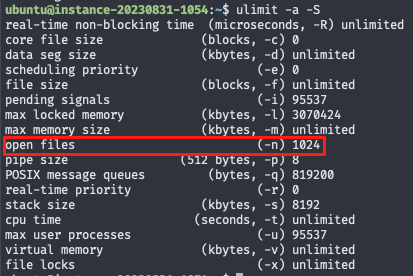 ubuntu@instance-20230831-1054:~$ ulimit -a -S
real-time non-blocking time  (microseconds, -R) unlimited
core file size              (blocks, -c) 0
data seg size               (kbytes, -d) unlimited
scheduling priority                 (-e) 0
file size                   (blocks, -f) unlimited
pending signals                     (-i) 95537
max locked memory           (kbytes, -l) 3070424
max memory size             (kbytes, -m) unlimited
open files                          (-n) 1024
pipe size                (512 bytes, -p) 8
POSIX message queues         (bytes, -q) 819200
real-time priority                  (-r) 0
stack size                  (kbytes, -s) 8192
cpu time                   (seconds, -t) unlimited
max user processes                  (-u) 95537
virtual memory              (kbytes, -v) unlimited
file locks                          (-x) unlimited